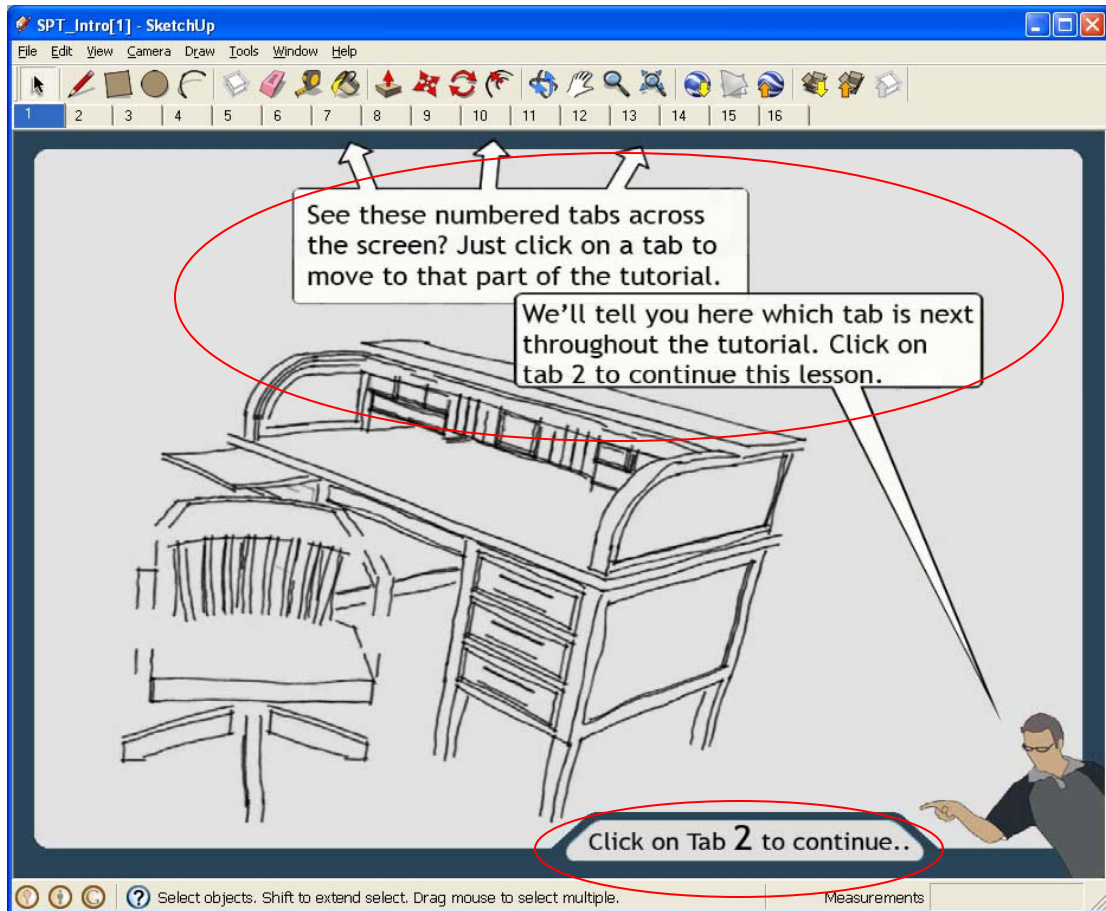 SPT_Intro[1] - SketchUp
File Edit View Camera Draw Tools Window Help
1 2 3 4 5 6 7 8 9 10 11 12 13 14 15 16
See these numbered tabs across
the screen? Just click on a tab to
move to that part of the tutorial.
We'll tell you here which tab is next
throughout the tutorial. Click on
tab 2 to continue this lesson.
Click on Tab 2 to continue..
Select objects. Shift to extend select. Drag mouse to select multiple. Measurements